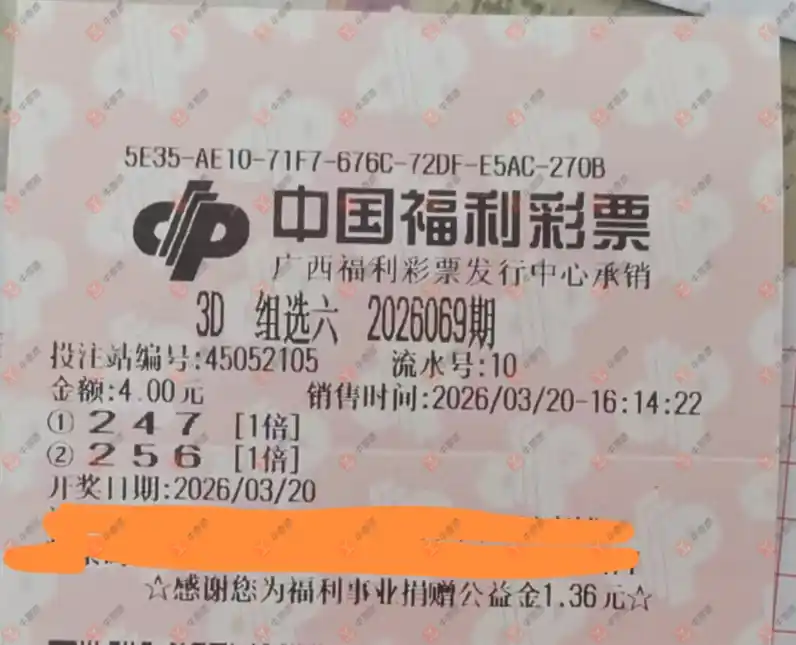 5E35-AE10-71F7-676C-72DF-E5AC-270B
中国福利彩票
广西福利彩票发行中心承销
3D 组选六 2026069期
投注站编号:45052105 流水号:10
金额:4.00元 销售时间:2026/03/20-16:14:22
① 2 4 7 [1倍]
② 2 5 6 [1倍]
开奖日期:2026/03/20
☆感谢您为福利事业捐赠公益金1.36元☆